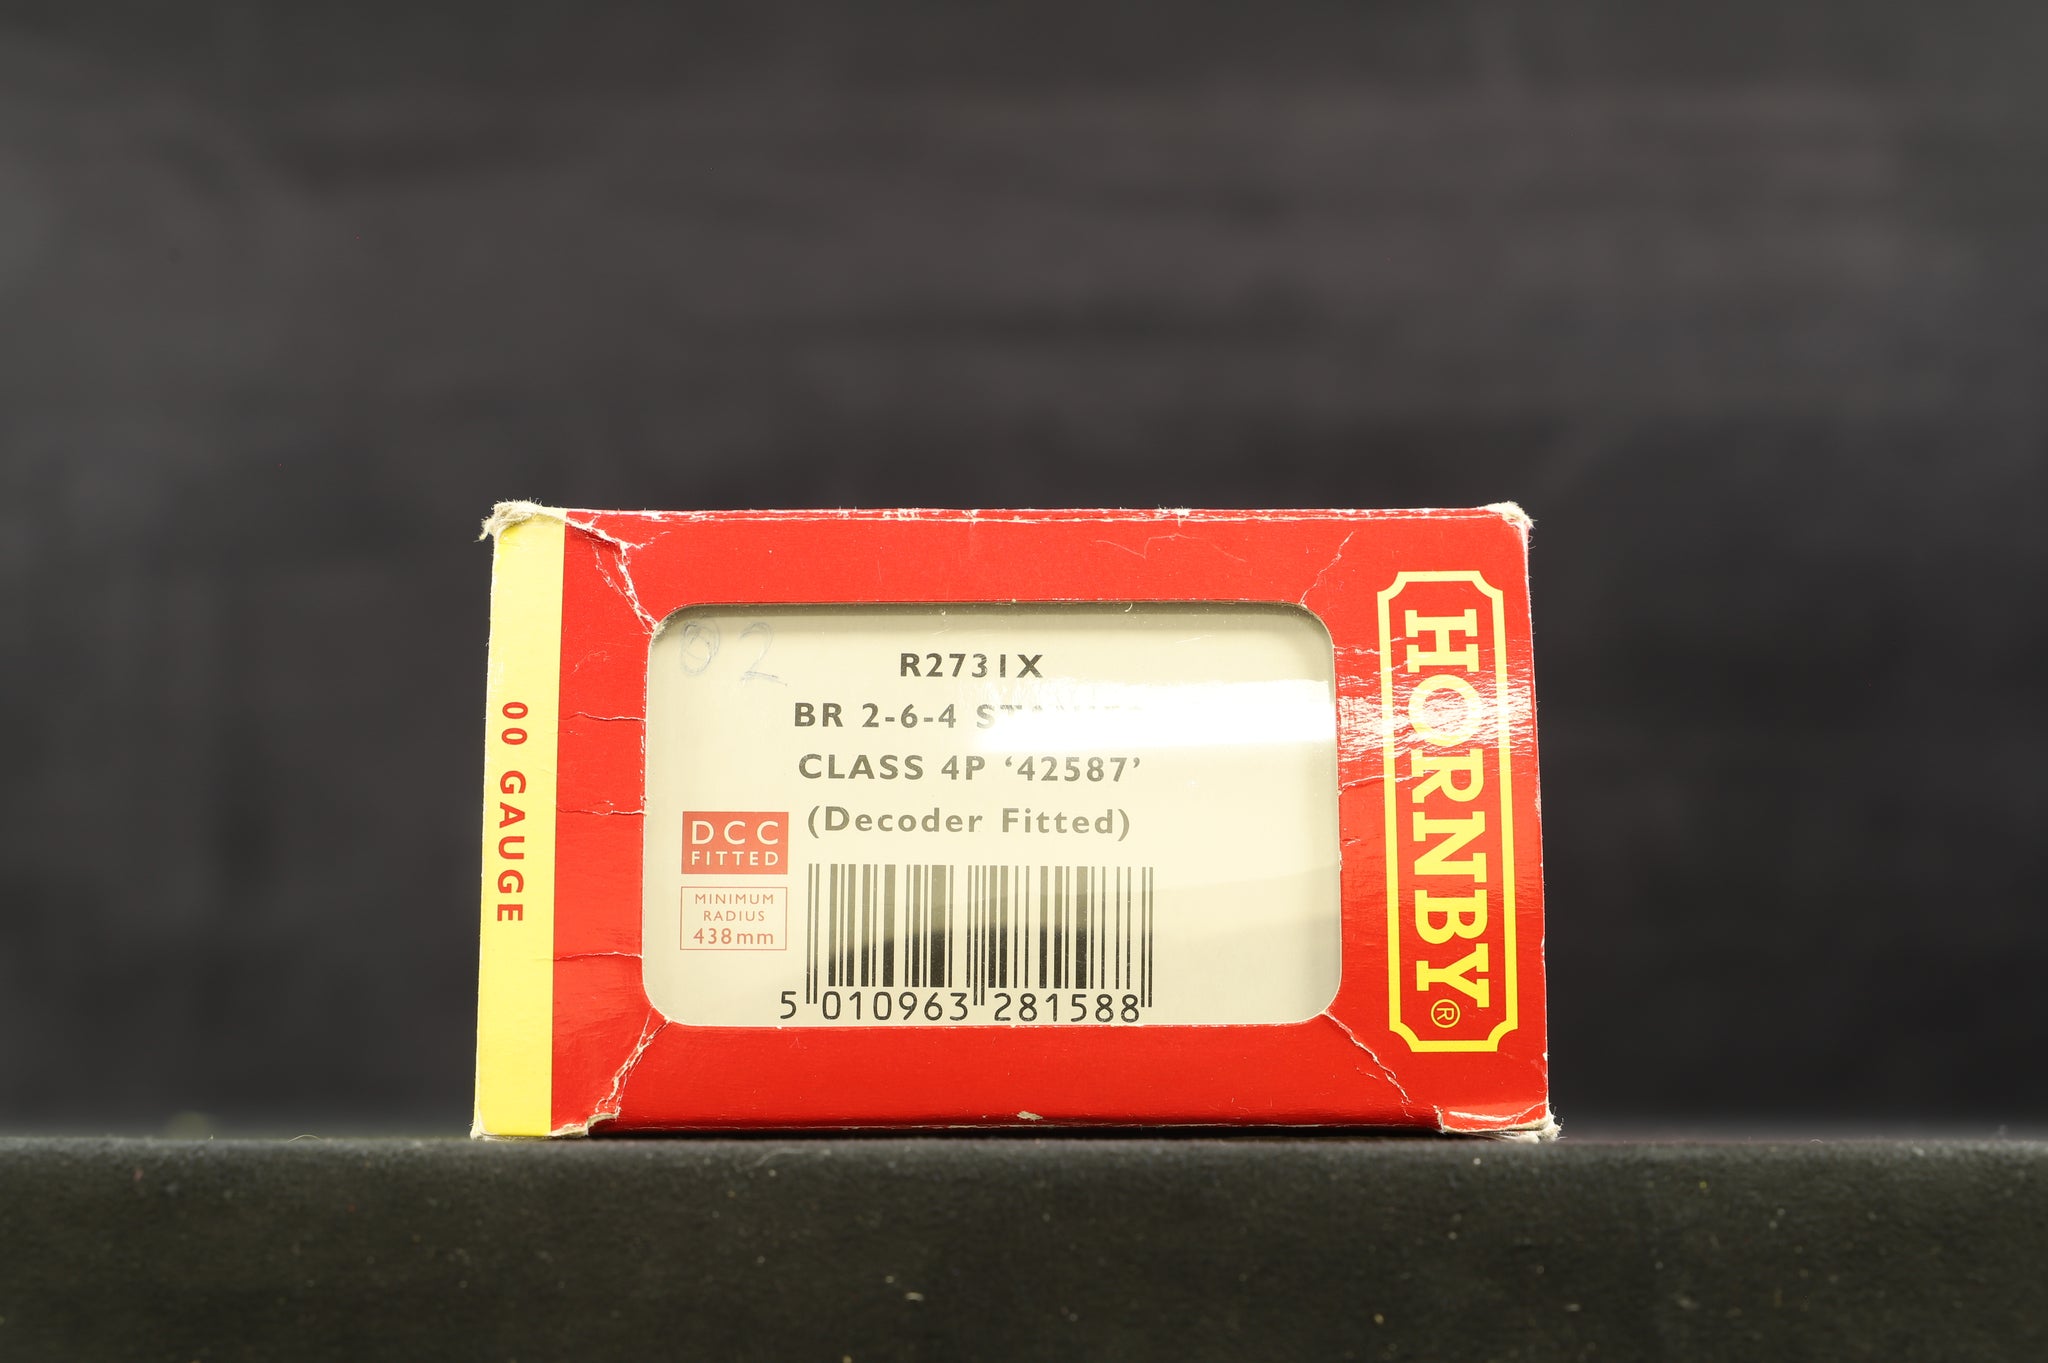 00 GAUGE
R2731X
BR 2-6-4
CLASS 4P ‘42587’
(Decoder Fitted)
DCC
FITTED
MINIMUM
RADIUS
438mm
5 010963 281588
HORNBY®